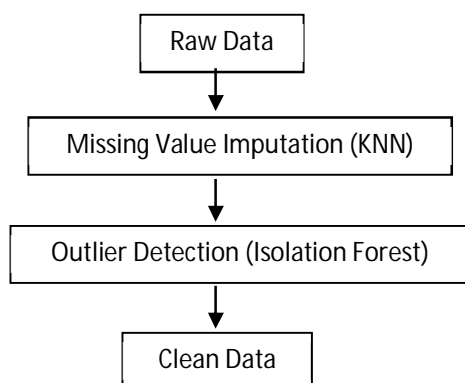 Raw Data
Missing Value Imputation (KNN)
Outlier Detection (Isolation Forest)
Clean Data